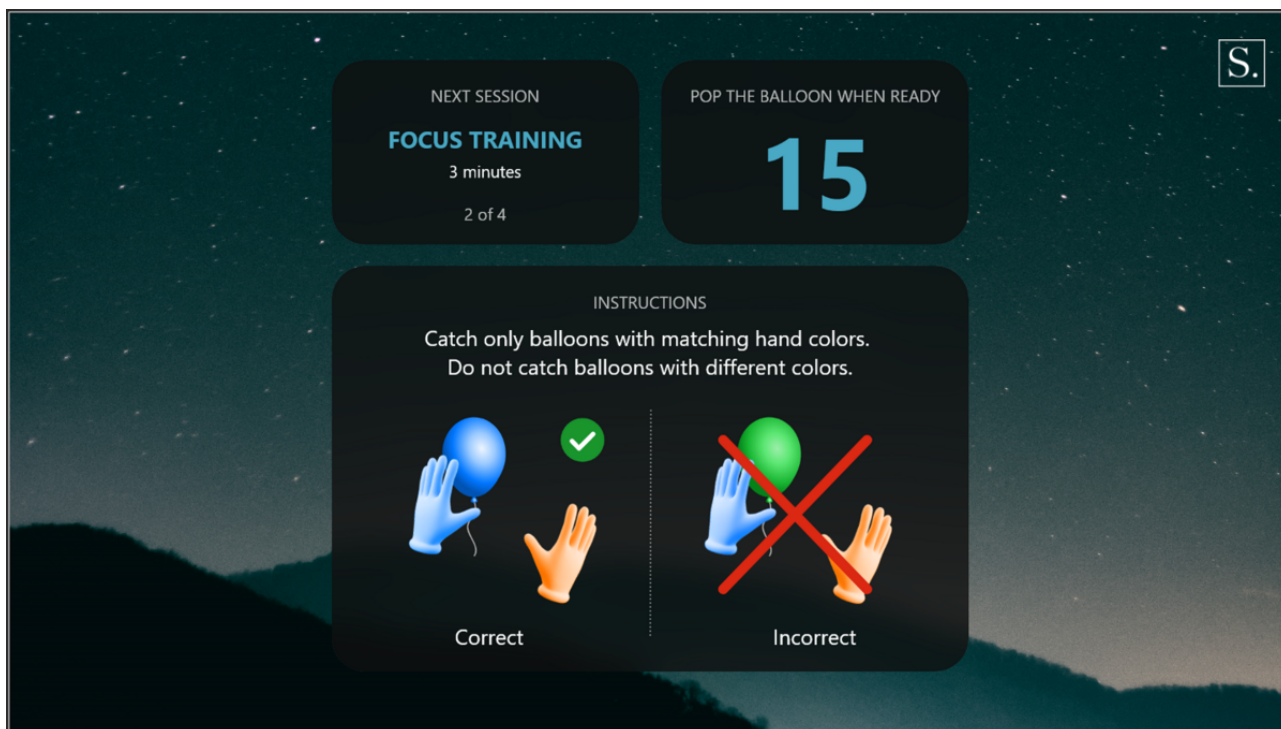 S.
NEXT SESSION
FOCUS TRAINING
3 minutes
2 of 4
POP THE BALLOON WHEN READY
15
INSTRUCTIONS
Catch only balloons with matching hand colors.
Do not catch balloons with different colors.
Correct
Incorrect